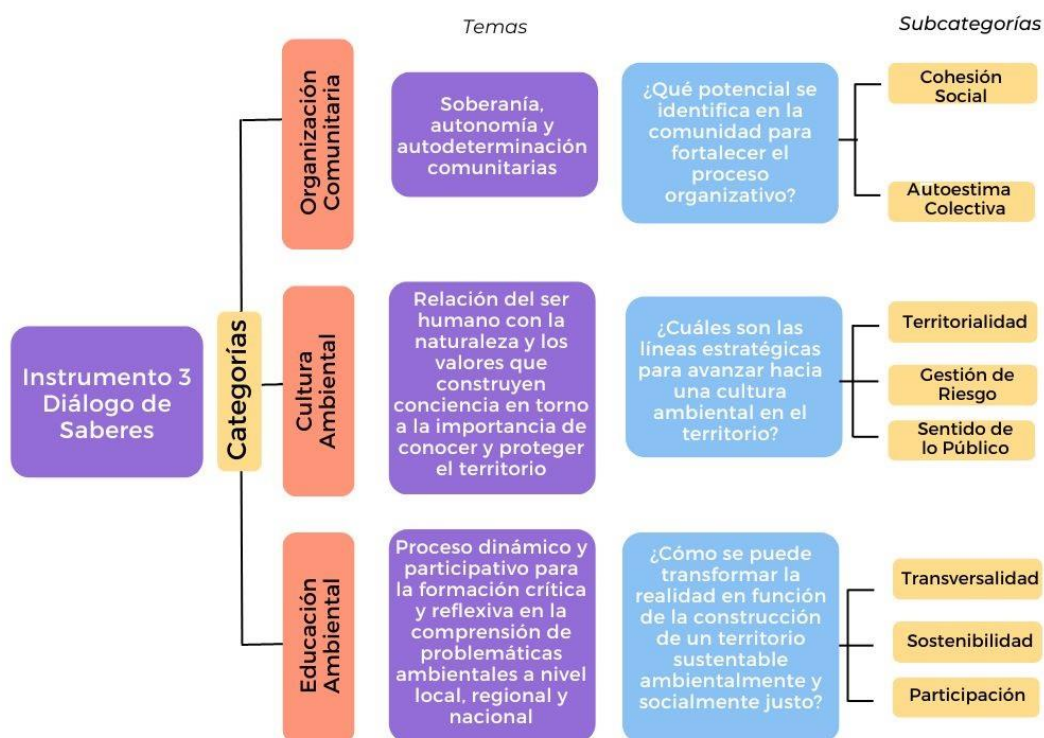 Temas
Subcategorías
Instrumento 3
Diálogo de
Saberes
Categorías
Organización
Comunitaria
Soberanía,
autonomía y
autodeterminación
comunitarias
¿Qué potencial se
identifica en la
comunidad para
fortalecer el
proceso
organizativo?
Cohesión
Social
Autoestima
Colectiva
Cultura
Ambiental
Relación del ser
humano con la
naturaleza y los
valores que
construyen
conciencia en torno
a la importancia de
conocer y proteger
el territorio
¿Cuáles son las
líneas estratégicas
para avanzar hacia
una cultura
ambiental en el
territorio?
Territorialidad
Gestión de
Riesgo
Sentido de
lo Público
Educación
Ambiental
Proceso dinámico y
participativo para
la formación crítica
y reflexiva en la
comprensión de
problemáticas
ambientales a nivel
local, regional y
nacional
¿Cómo se puede
transformar la
realidad en función
de la construcción
de un territorio
sustentable
ambientalmente y
socialmente justo?
Transversalidad
Sostenibilidad
Participación